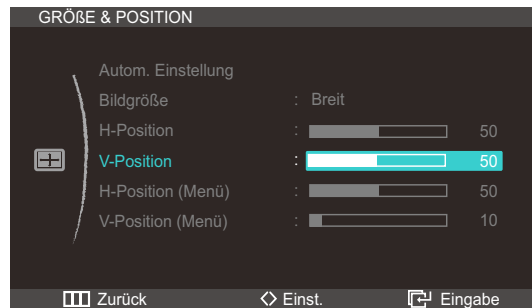 GRÖßE & POSITION
Autom. Einstellung
Bildgröße : Breit
H-Position : 50
V-Position : 50
H-Position (Menü) : 50
V-Position (Menü) : 10
Zurück Einst. Eingabe